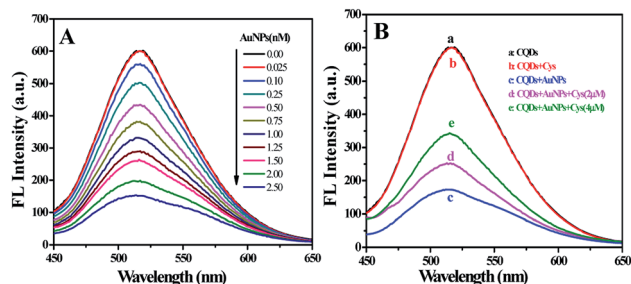 A
AuNPs(nM)
0.00
0.025
0.10
0.25
0.50
0.75
1.00
1.25
1.50
2.00
2.50
FL Intensity (a.u.)
700
600
500
400
300
200
100
0
450 500 550 600 650
Wavelength (nm)
B
a: CQDs
b: CQDs+Cys
c: CQDs+AuNPs
d: CQDs+AuNPs+Cys(2μM)
e: CQDs+AuNPs+Cys(4μM)
a
b
e
d
c
FL Intensity (a.u.)
700
600
500
400
300
200
100
0
450 500 550 600 650
Wavelength (nm)